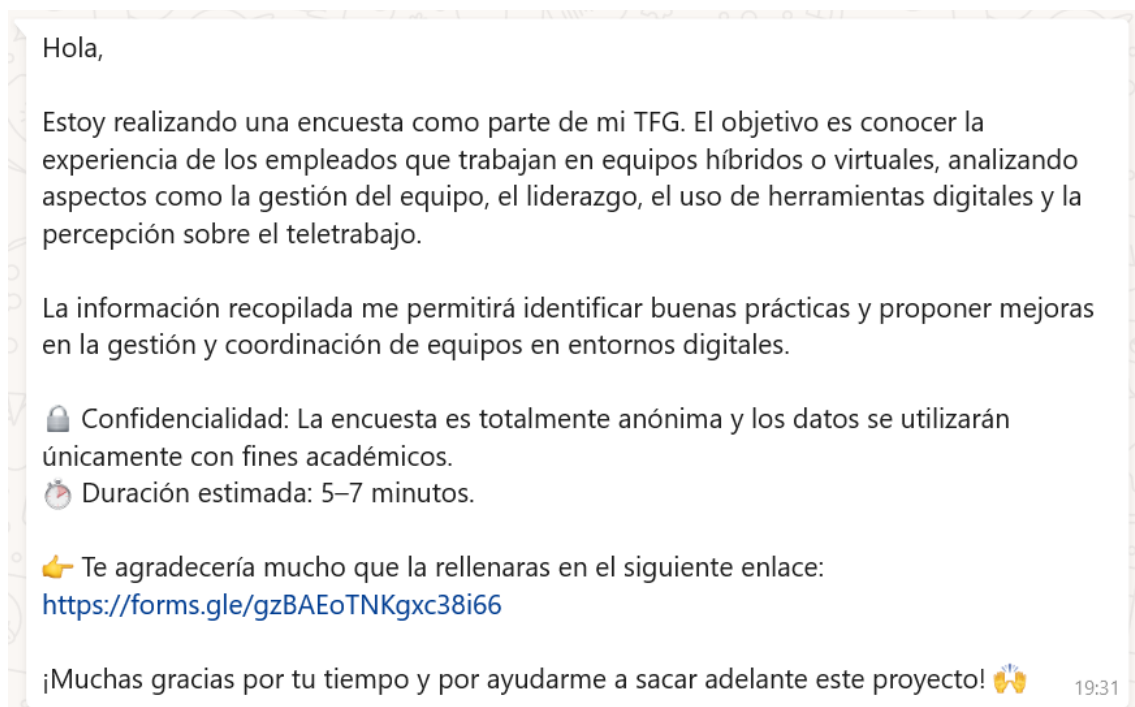 Hola,
Estoy realizando una encuesta como parte de mi TFG. El objetivo es conocer la
experiencia de los empleados que trabajan en equipos híbridos o virtuales, analizando
aspectos como la gestión del equipo, el liderazgo, el uso de herramientas digitales y la
percepción sobre el teletrabajo.
La información recopilada me permitirá identificar buenas prácticas y proponer mejoras
en la gestión y coordinación de equipos en entornos digitales.
🔒 Confidencialidad: La encuesta es totalmente anónima y los datos se utilizarán
únicamente con fines académicos.
⏱️ Duración estimada: 5–7 minutos.
👉 Te agradecería mucho que la rellenaras en el siguiente enlace:
https://forms.gle/gzBAEoTNKgxc38i66
¡Muchas gracias por tu tiempo y por ayudarme a sacar adelante este proyecto! 🙌
19:31